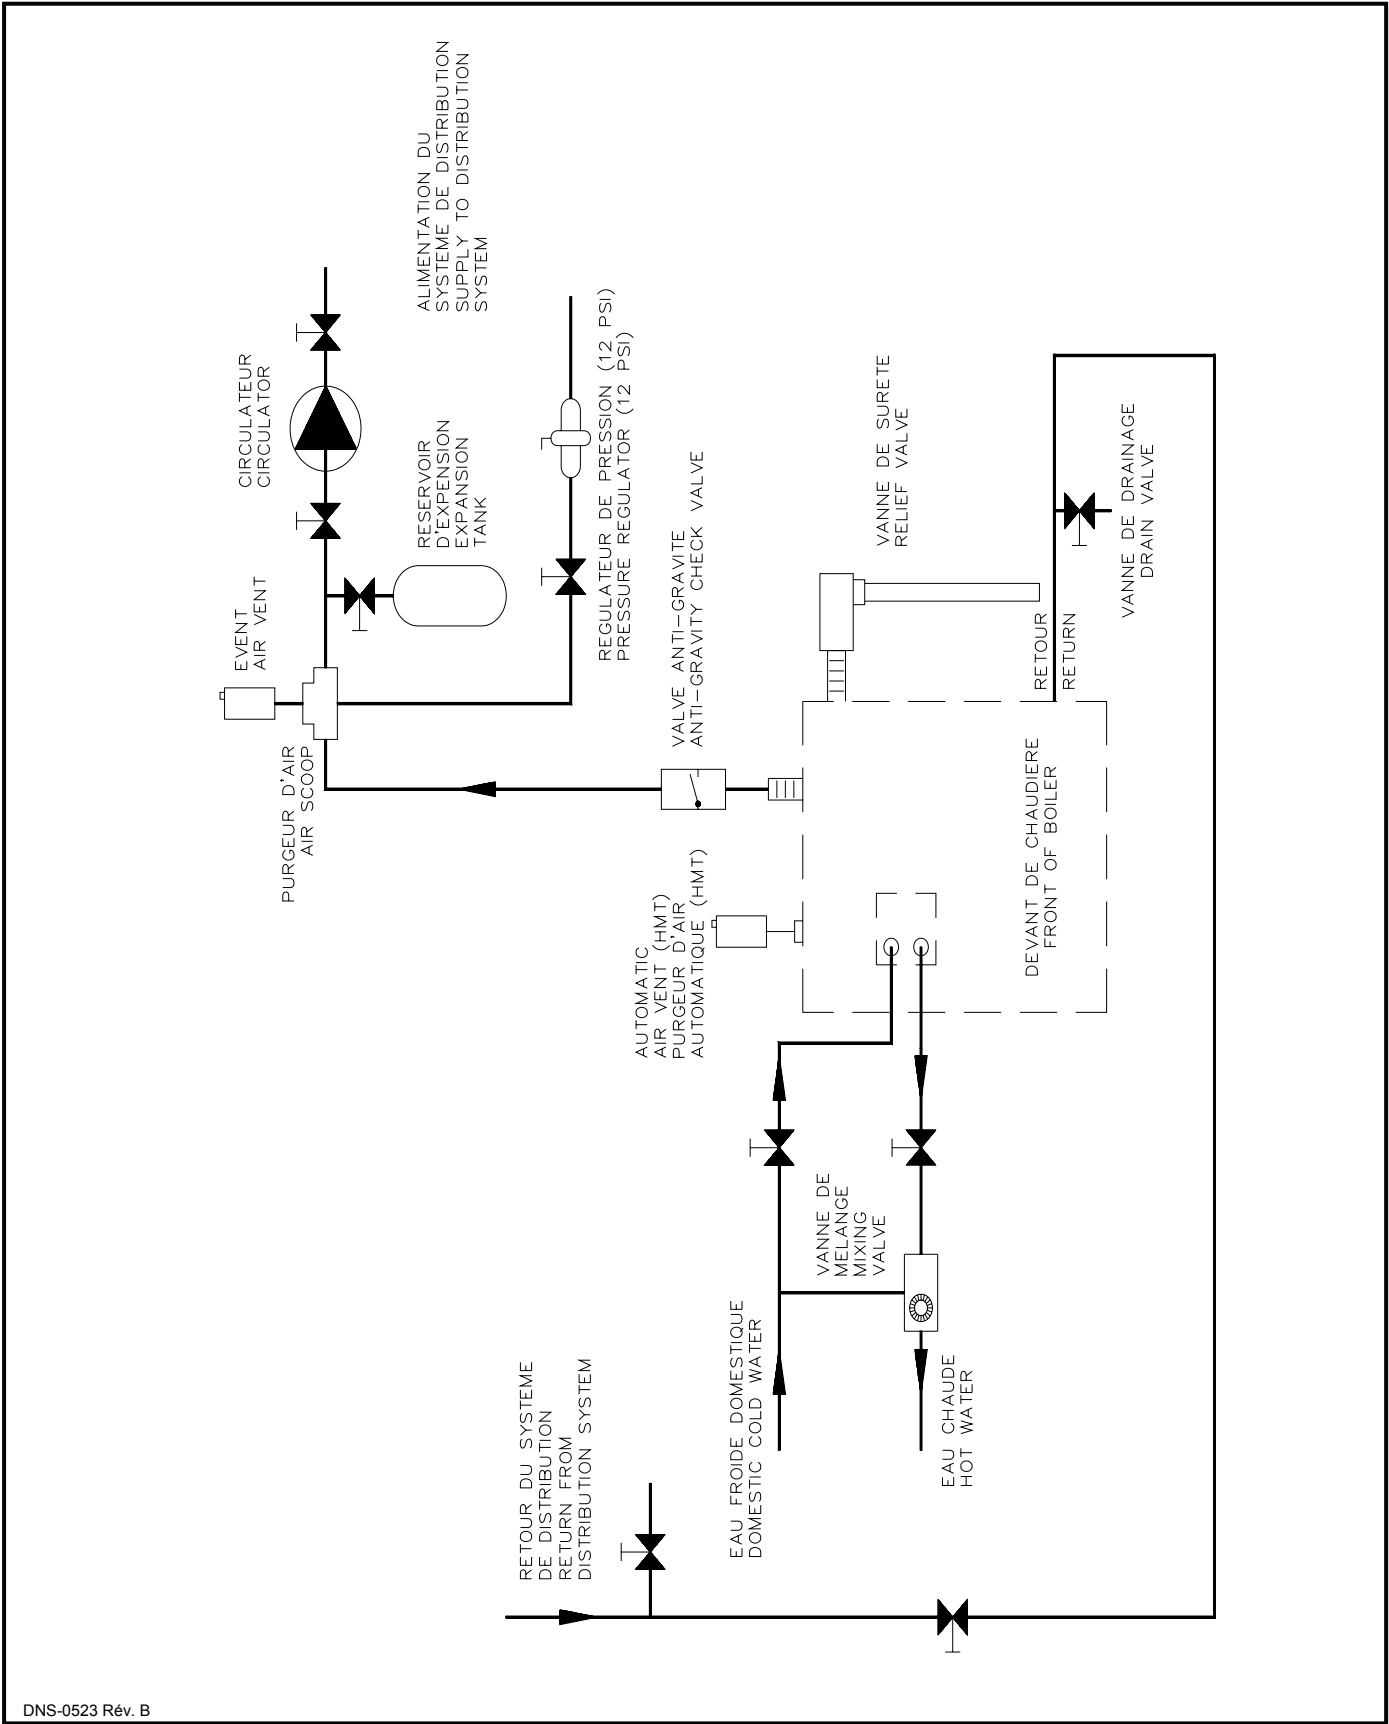 ALIMENTATION DU
SYSTEME DE DISTRIBUTION
SUPPLY TO DISTRIBUTION
SYSTEM
CIRCULATEUR
CIRCULATOR
RESERVOIR
D'EXPENSION
EXPANSION
TANK
REGULATEUR DE PRESSION (12 PSI)
PRESSURE REGULATOR (12 PSI)
EVENT
AIR VENT
PURGEUR D'AIR
AIR SCOOP
VALVE ANTI-GRAVITE
ANTI-GRAVITY CHECK VALVE
VANNE DE SURETE
RELIEF VALVE
VANNE DE DRAINAGE
DRAIN VALVE
RETOUR
RETURN
AUTOMATIC
AIR VENT (HMT)
PURGEUR D'AIR
AUTOMATIQUE (HMT)
DEVANT DE CHAUDIERE
FRONT OF BOILER
VANNE DE
MELANGE
MIXING
VALVE
EAU FROIDE DOMESTIQUE
DOMESTIC COLD WATER
EAU CHAUDE
HOT WATER
RETOUR DU SYSTEME
DE DISTRIBUTION
RETURN FROM
DISTRIBUTION SYSTEM
DNS-0523 Rév. B